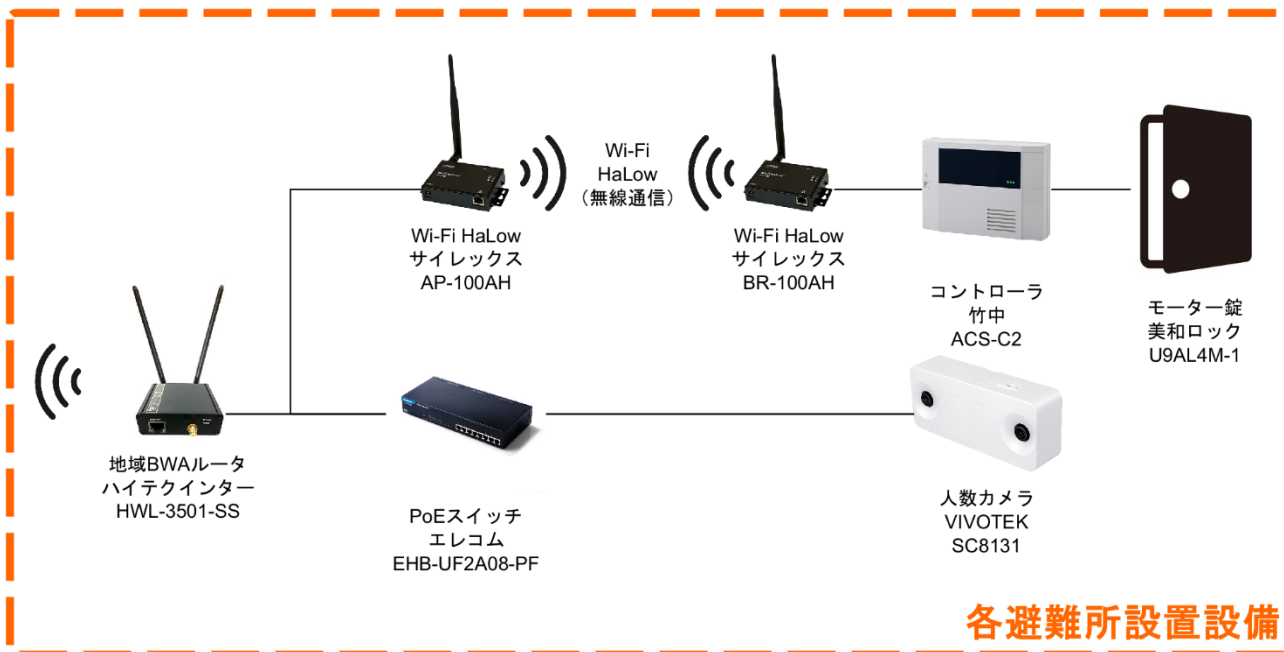 Wi-Fi
HaLow
（無線通信）
Wi-Fi HaLow
サイレックス
AP-100AH
Wi-Fi HaLow
サイレックス
BR-100AH
コントローラ
竹中
ACS-C2
モーター錠
美和ロック
U9AL4M-1
地域BWAルータ
ハイテクインター
HWL-3501-SS
PoEスイッチ
エレコム
EHB-UF2A08-PF
人数カメラ
VIVOTEK
SC8131
各避難所設置設備